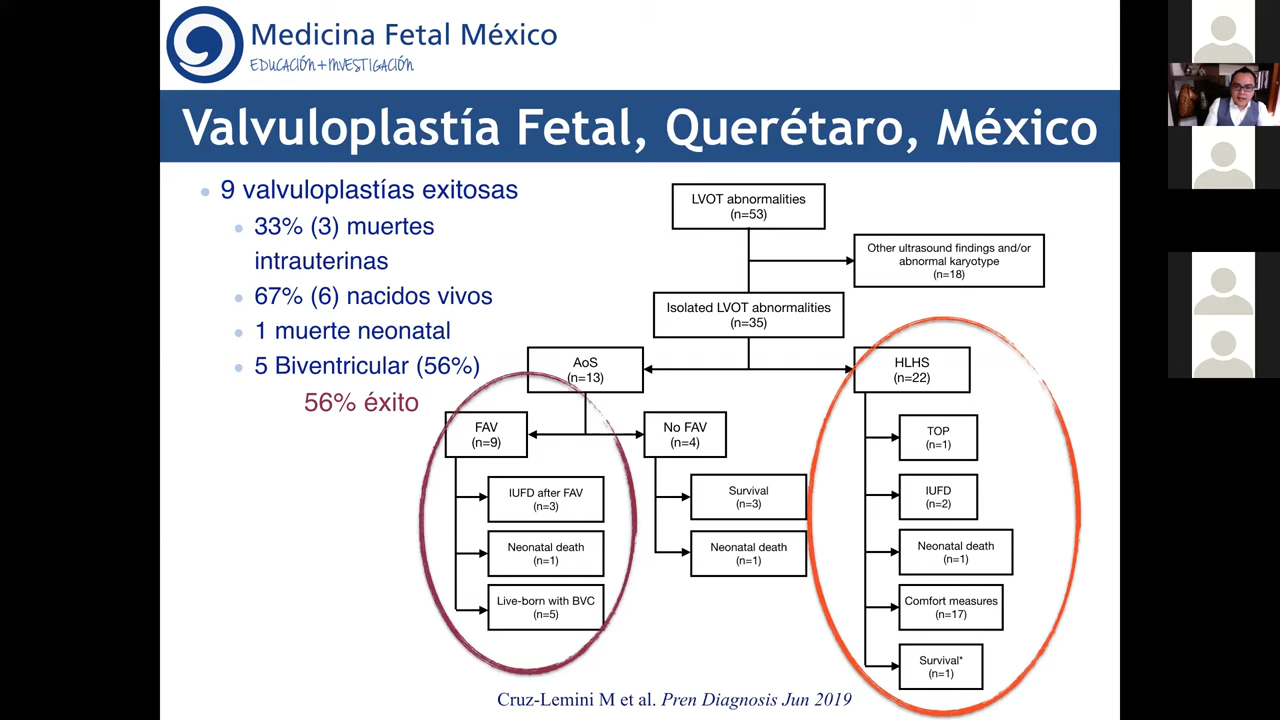 Medicina Fetal México
EDUCACIÓN+INVESTIGACIÓN
Valvuloplastía Fetal, Querétaro, México
9 valvuloplastías exitosas
33% (3) muertes
intrauterinas
67% (6) nacidos vivos
1 muerte neonatal
5 Biventricular (56%)
56% éxito
LVOT abnormalities
(n=53)
Other ultrasound findings and/or
abnormal karyotype
(n=18)
Isolated LVOT abnormalities
(n=35)
AoS
(n=13)
HLHS
(n=22)
FAV
(n=9)
No FAV
(n=4)
IUFD after FAV
(n=3)
Neonatal death
(n=1)
Live-born with BVC
(n=5)
Survival
(n=3)
Neonatal death
(n=1)
TOP
(n=1)
IUFD
(n=2)
Neonatal death
(n=1)
Comfort measures
(n=17)
Survival*
(n=1)
Cruz-Lemini M et al. Pren Diagnosis Jun 2019